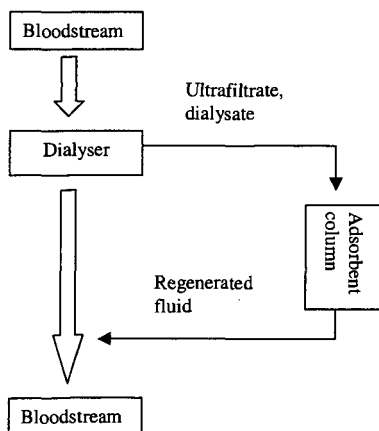 Bloodstream
Ultrafiltrate,
dialysate
Dialyser
Adsorbent
column
Regenerated
fluid
Bloodstream